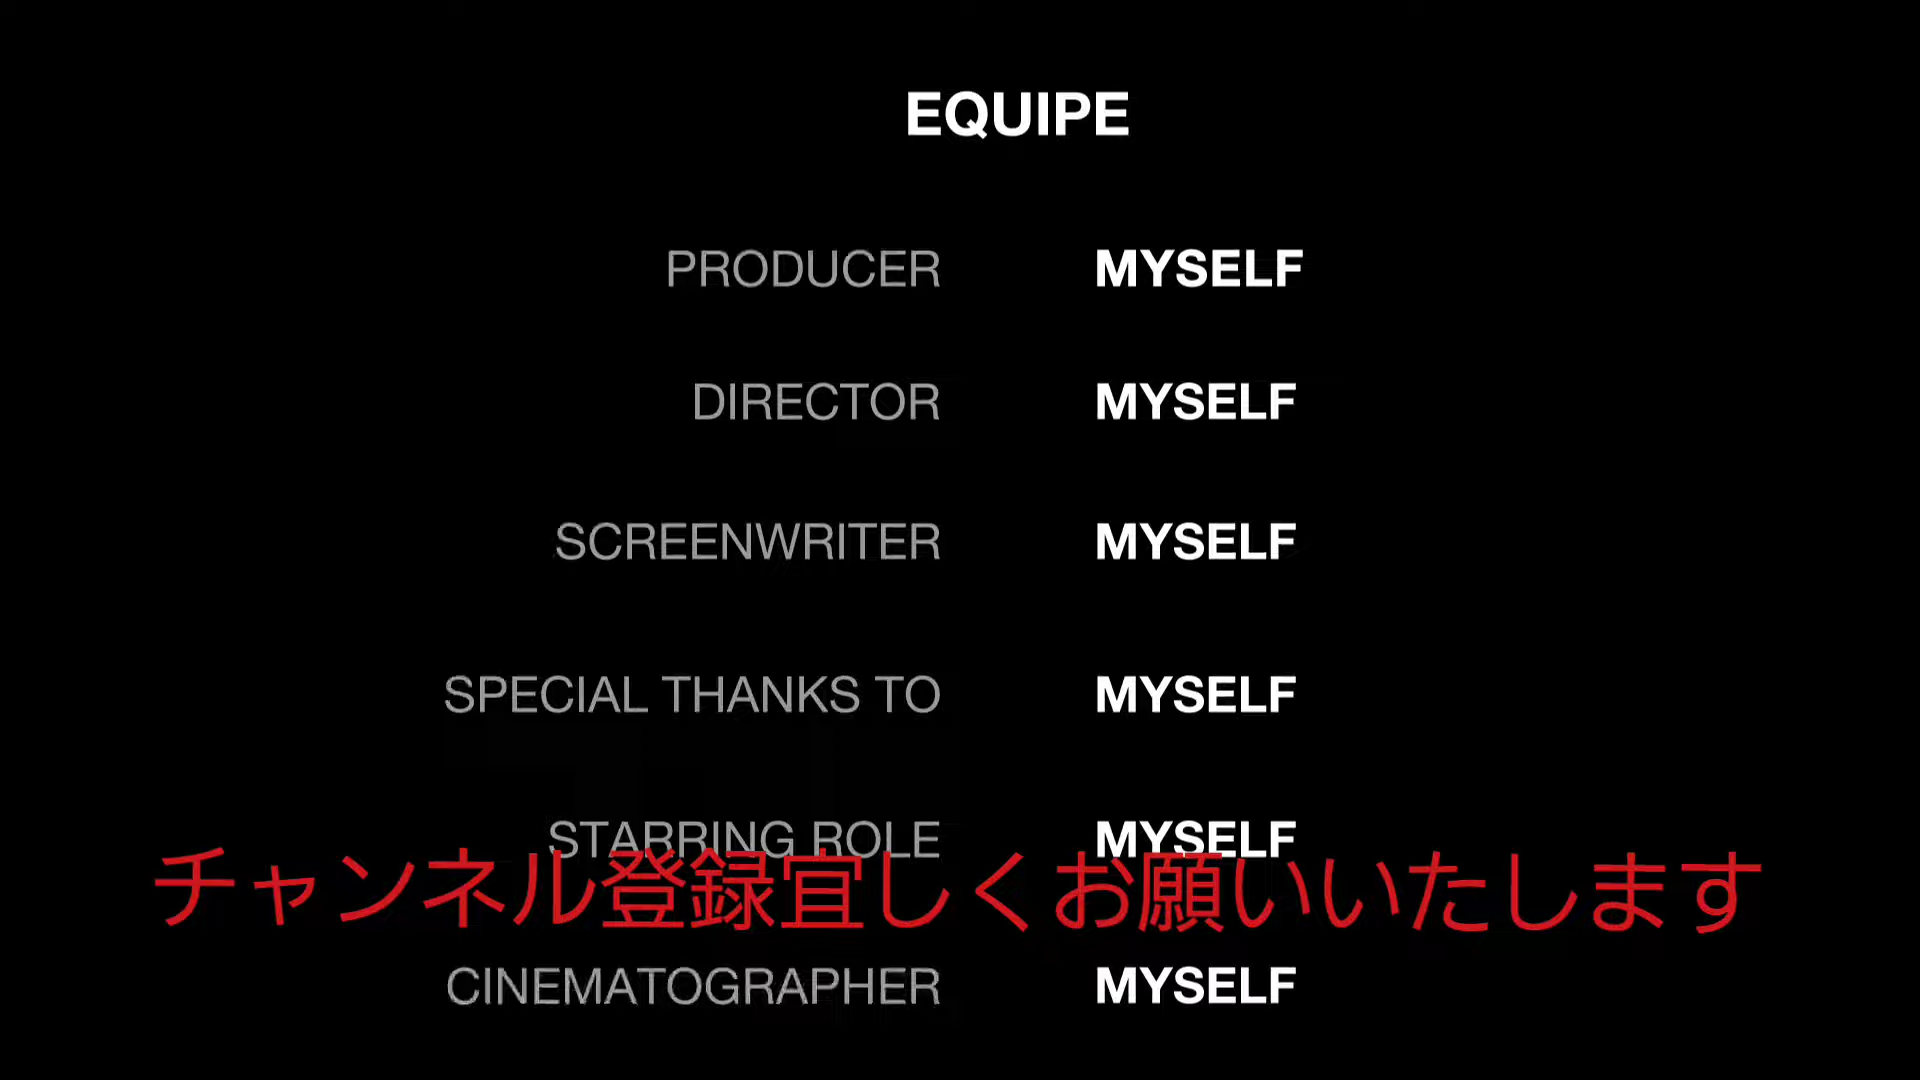 EQUIPE
PRODUCER MYSELF
DIRECTOR MYSELF
SCREENWRITER MYSELF
SPECIAL THANKS TO MYSELF
STARRING ROLE MYSELF
チャンネル登録宜しくお願いいたします
CINEMATOGRAPHER MYSELF